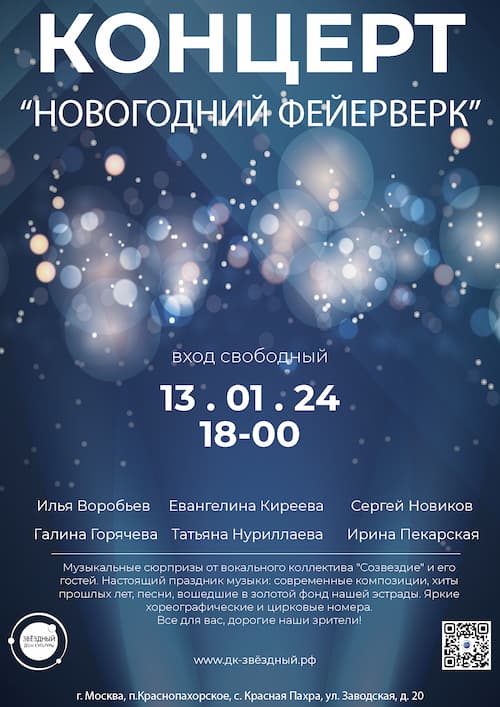 КОНЦЕРТ
“НОВОГОДНИЙ ФЕЙЕРВЕРК”
вход свободный
13 . 01 . 24
18-00
Илья Воробьев Евангелина Киреева Сергей Новиков
Галина Горячева Татьяна Нуриллаева Ирина Пекарская
Музыкальные сюрпризы от вокального коллектива "Созвездие" и его
гостей. Настоящий праздник музыки: современные композиции, хиты
прошлых лет, песни, вошедшие в золотой фонд нашей эстрады. Яркие
хореографические и цирковые номера.
Все для вас, дорогие наши зрители!
ЗВЁЗДНЫЙ
ДОМ КУЛЬТУРЫ
www.дк-звёздный.рф
г. Москва, п.Краснопахорское, с. Красная Пахра, ул. Заводская, д. 20